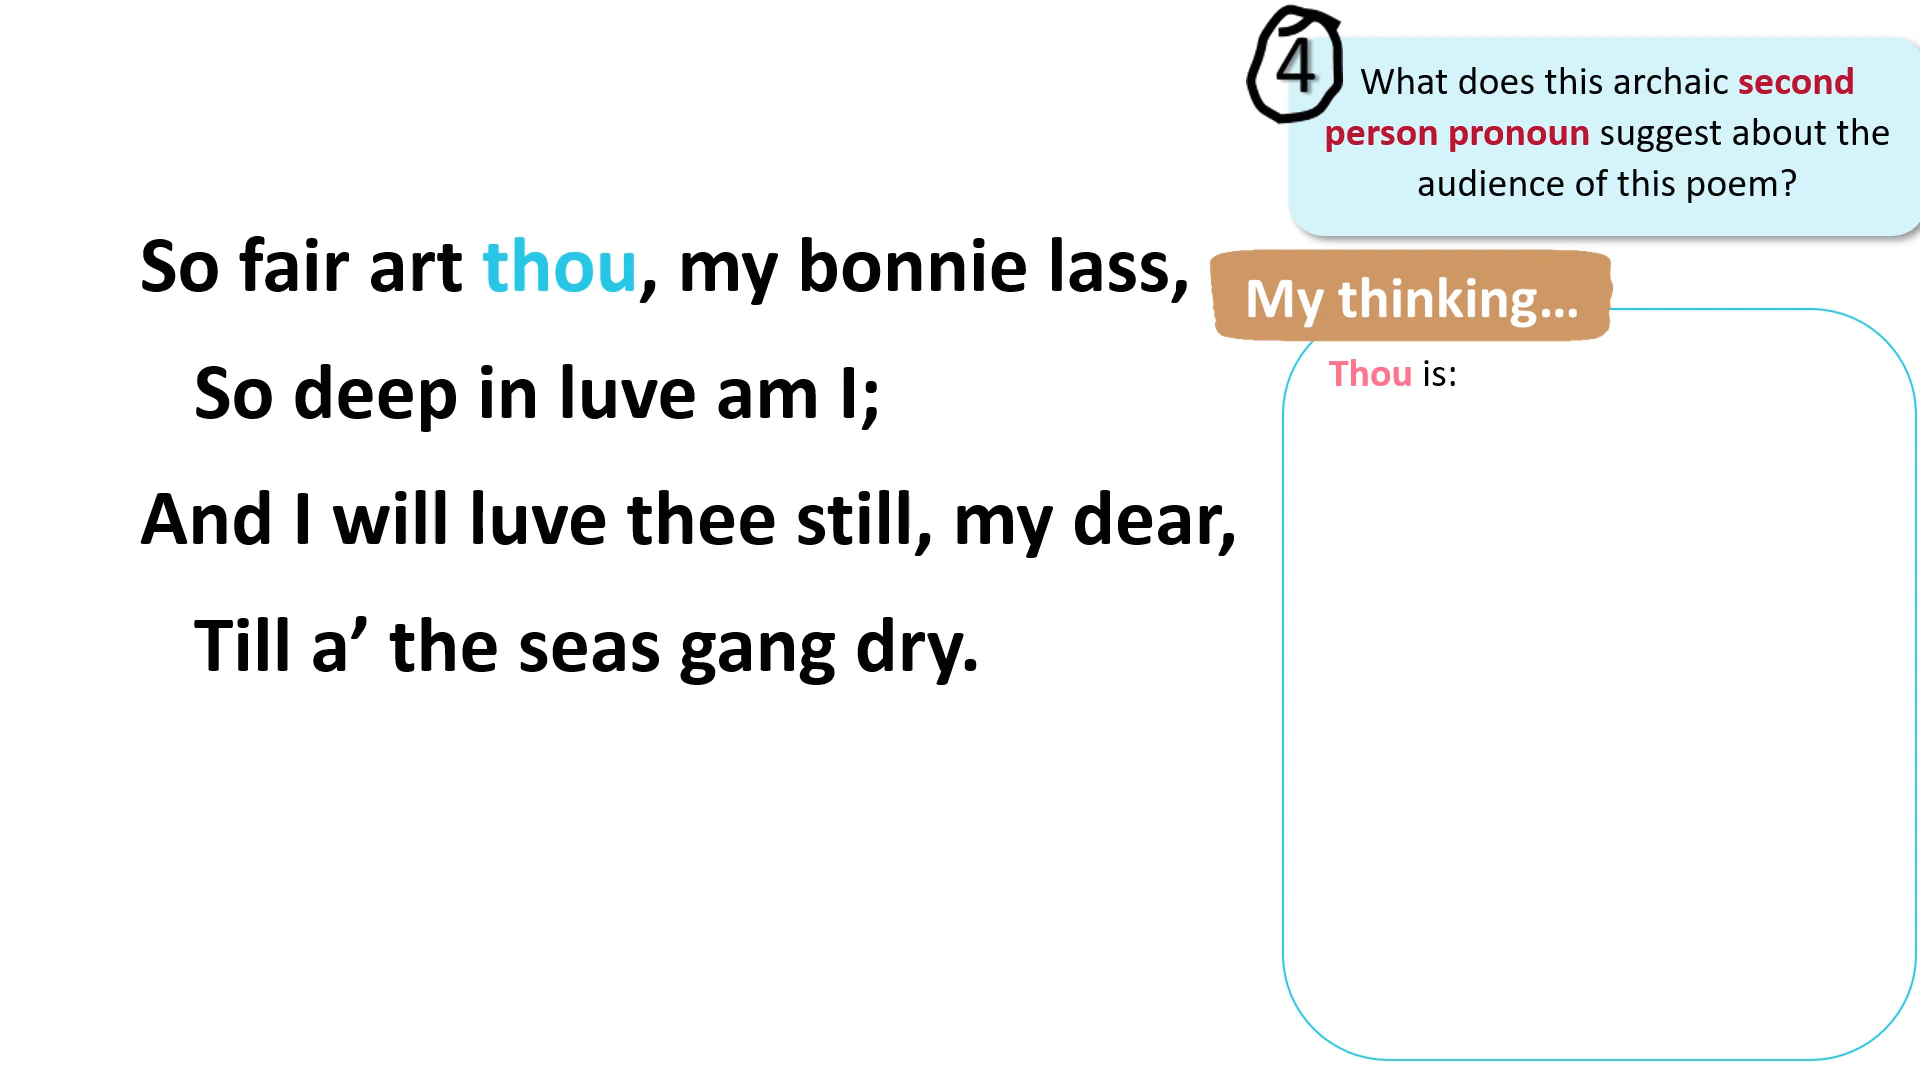 4
What does this archaic second
person pronoun suggest about the
audience of this poem?
So fair art thou, my bonnie lass,
So deep in luve am I;
And I will luve thee still, my dear,
Till a’ the seas gang dry.
My thinking...
Thou is: